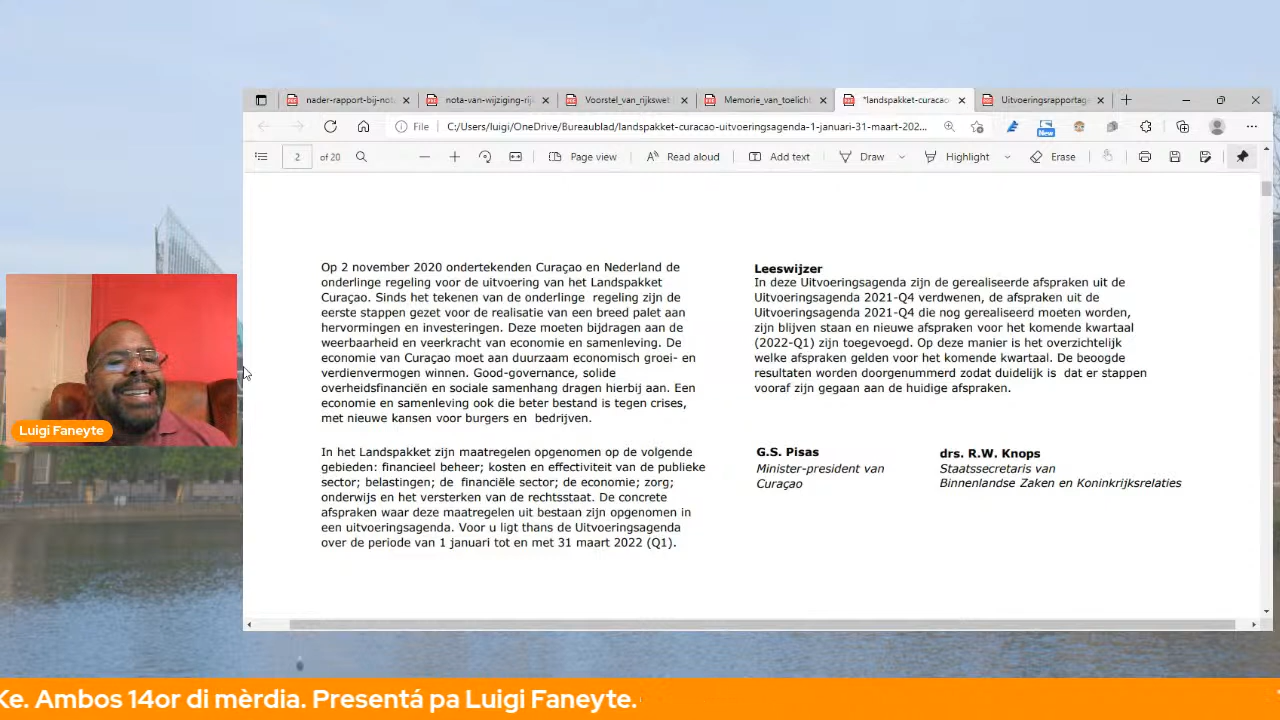 nader-rapport-bij-not
nota-van-wijziging-rij
Voorstel_van_rijkswet
Memorie_van_toelich
*landspakket-curacao
Uitvoeringsrapportag
File
C:/Users/luigi/OneDrive/Bureaublad/landspakket-curacao-uitvoeringsagenda-1-januari-31-maart-202...
New
2 of 20
Page view
Read aloud
Add text
Draw
Highlight
Erase
Op 2 november 2020 ondertekenden Curaçao en Nederland de
onderlinge regeling voor de uitvoering van het Landspakket
Curaçao. Sinds het tekenen van de onderlinge regeling zijn de
eerste stappen gezet voor de realisatie van een breed palet aan
hervormingen en investeringen. Deze moeten bijdragen aan de
weerbaarheid en veerkracht van economie en samenleving. De
economie van Curaçao moet aan duurzaam economisch groei- en
verdienvermogen winnen. Good-governance, solide
overheidsfinanciën en sociale samenhang dragen hierbij aan. Een
economie en samenleving ook die beter bestand is tegen crises,
met nieuwe kansen voor burgers en bedrijven.
In het Landspakket zijn maatregelen opgenomen op de volgende
gebieden: financieel beheer; kosten en effectiviteit van de publieke
sector; belastingen; de financiële sector; de economie; zorg;
onderwijs en het versterken van de rechtsstaat. De concrete
afspraken waar deze maatregelen uit bestaan zijn opgenomen in
een uitvoeringsagenda. Voor u ligt thans de Uitvoeringsagenda
over de periode van 1 januari tot en met 31 maart 2022 (Q1).
Leeswijzer
In deze Uitvoeringsagenda zijn de gerealiseerde afspraken uit de
Uitvoeringsagenda 2021-Q4 verdwenen, de afspraken uit de
Uitvoeringsagenda 2021-Q4 die nog gerealiseerd moeten worden,
zijn blijven staan en nieuwe afspraken voor het komende kwartaal
(2022-Q1) zijn toegevoegd. Op deze manier is het overzichtelijk
welke afspraken gelden voor het komende kwartaal. De beoogde
resultaten worden doorgenummerd zodat duidelijk is dat er stappen
vooraf zijn gegaan aan de huidige afspraken.
G.S. Pisas
Minister-president van
Curaçao
drs. R.W. Knops
Staatssecretaris van
Binnenlandse Zaken en Koninkrijksrelaties
Luigi Faneyte
Ke. Ambos 14or di mèrdia. Presentá pa Luigi Faneyte.